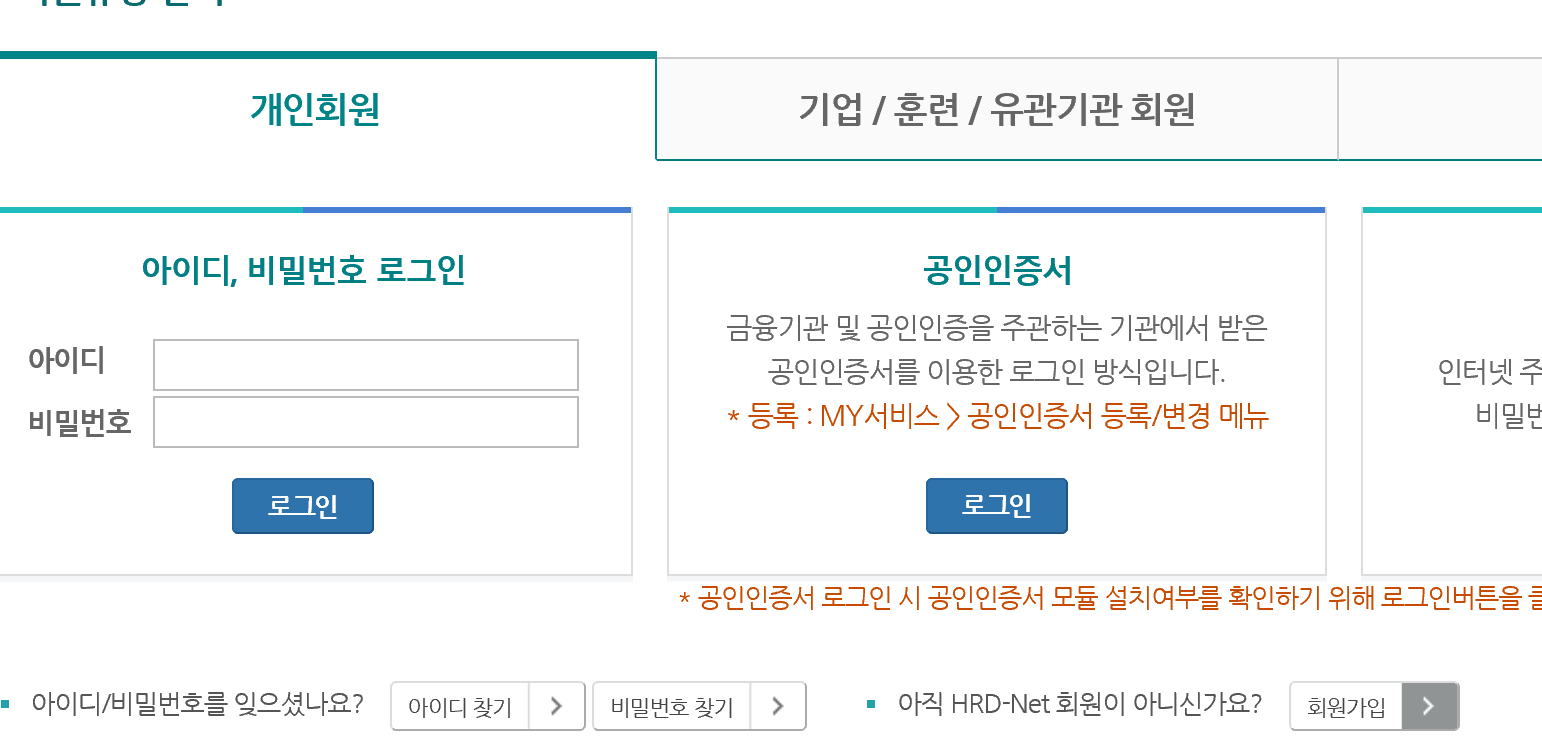 개인회원
기업 / 훈련 / 유관기관 회원
아이디, 비밀번호 로그인
아이디
비밀번호
로그인
공인인증서
금융기관 및 공인인증을 주관하는 기관에서 받은
공인인증서를 이용한 로그인 방식입니다.
* 등록 : MY서비스 > 공인인증서 등록/변경 메뉴
로그인
인터넷 주
비밀번
* 공인인증서 로그인 시 공인인증서 모듈 설치여부를 확인하기 위해 로그인버튼을
아이디/비밀번호를 잊으셨나요?
아이디 찾기
비밀번호 찾기
아직 HRD-Net 회원이 아니신가요?
회원가입